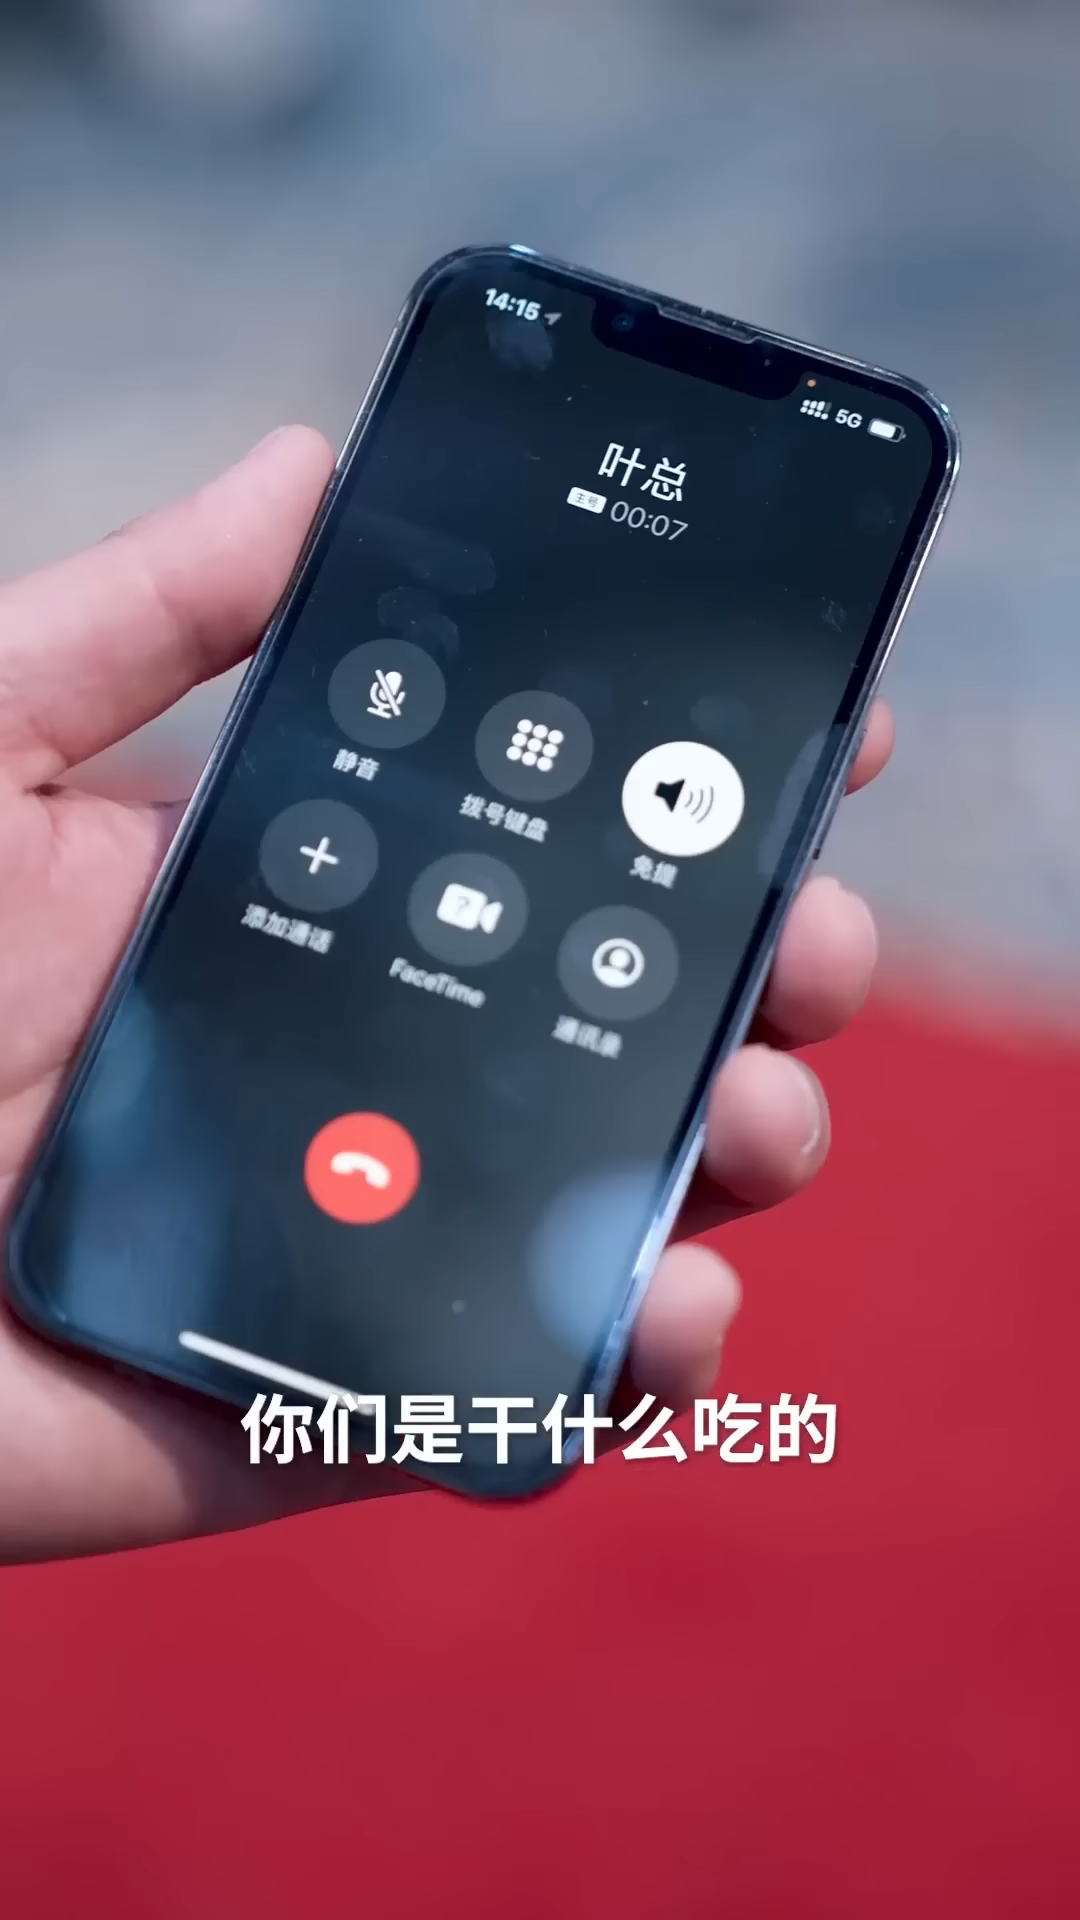 14:15
5G
叶总
主号 00:07
静音
拨号键盘
免提
添加通话
FaceTime
通讯录
你们是干什么吃的